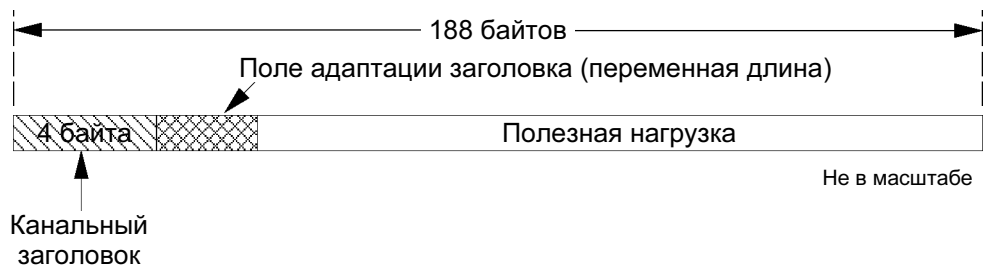 188 байтов
Поле адаптации заголовка (переменная длина)
4 байта
Полезная нагрузка
Не в масштабе
Канальный
заголовок